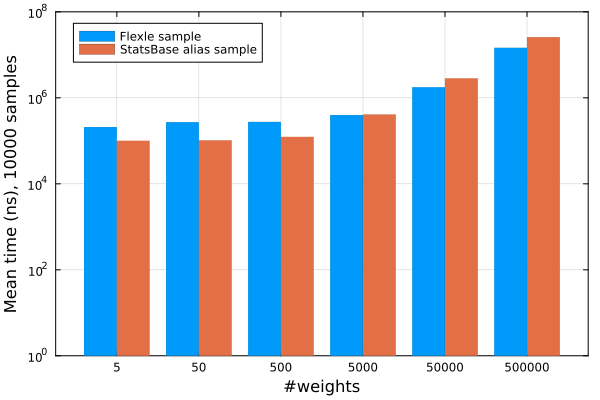 Flexle sample
StatsBase alias sample
Mean time (ns), 10000 samples
10^8
10^6
10^4
10^2
10^0
5 50 500 5000 50000 500000
#weights